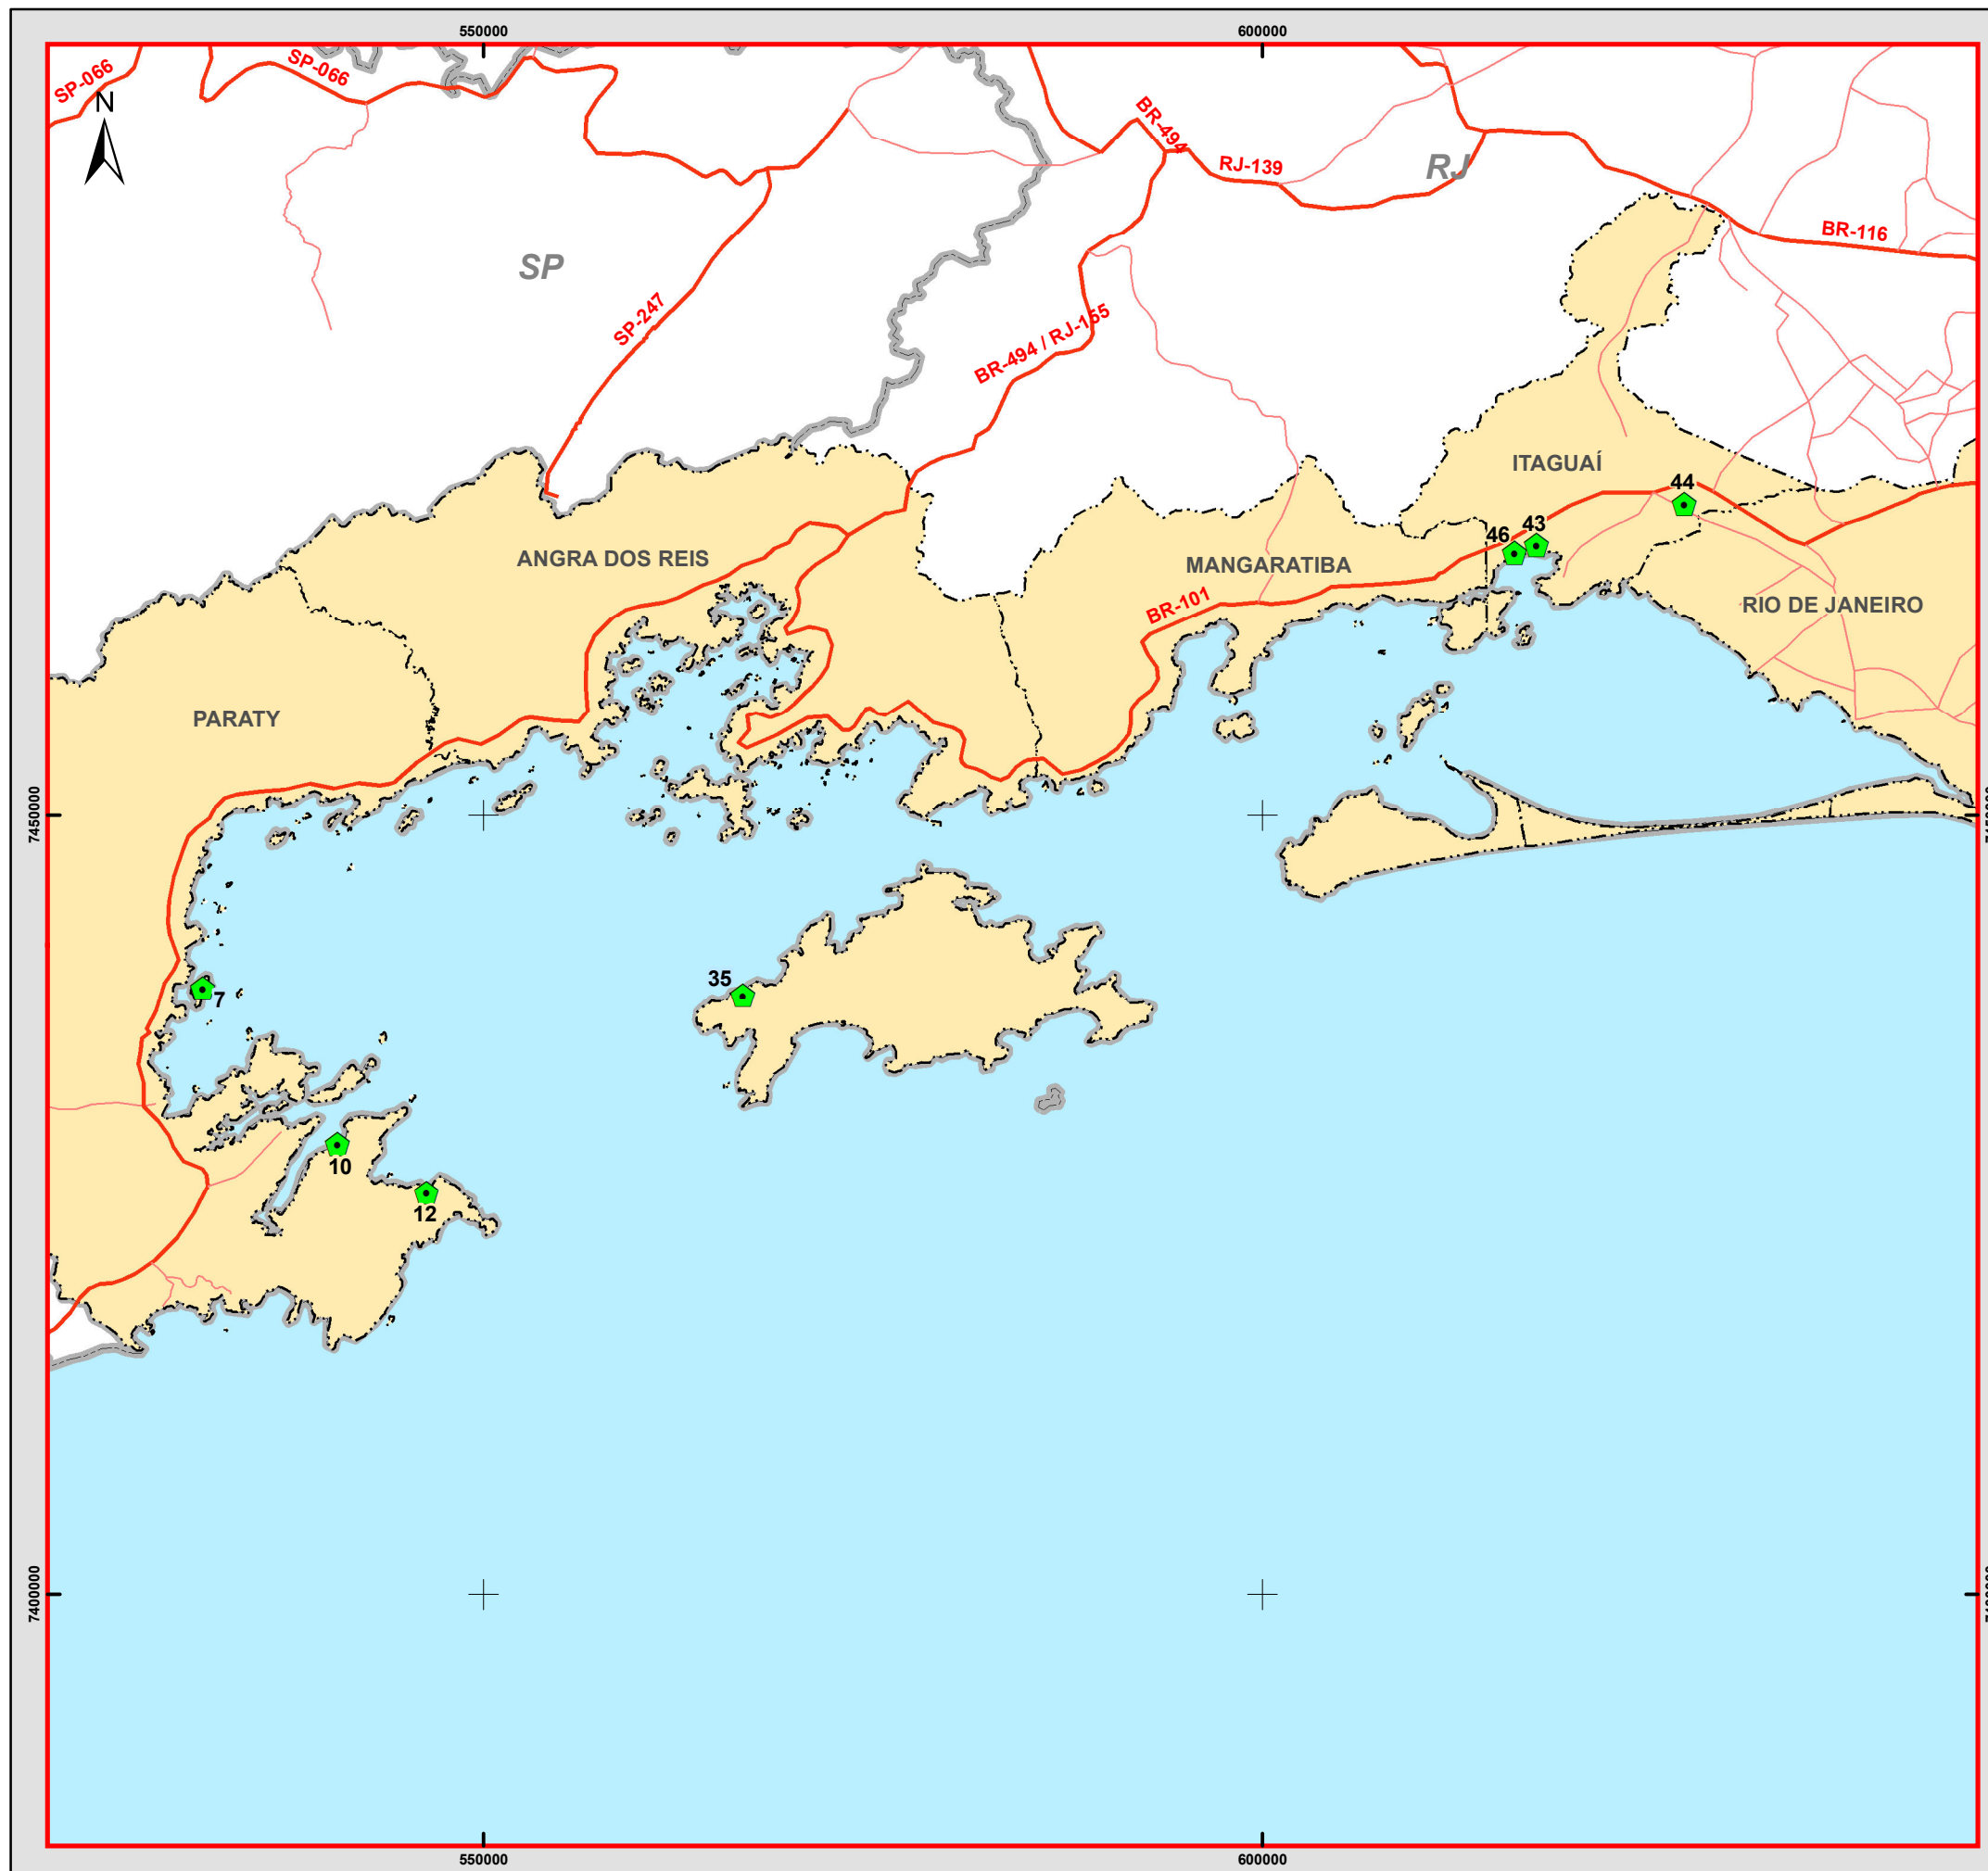 550000
600000
SP-066
SP-066
N
BR-494
RJ-139
RJ
BR-116
SP
SP-247
BR-494 / RJ-155
ITAGUAÍ
44
43
46
ANGRA DOS REIS
MANGARATIBA
BR-101
RIO DE JANEIRO
PARATY
7450000
35
7
10
12
7400000
550000
600000